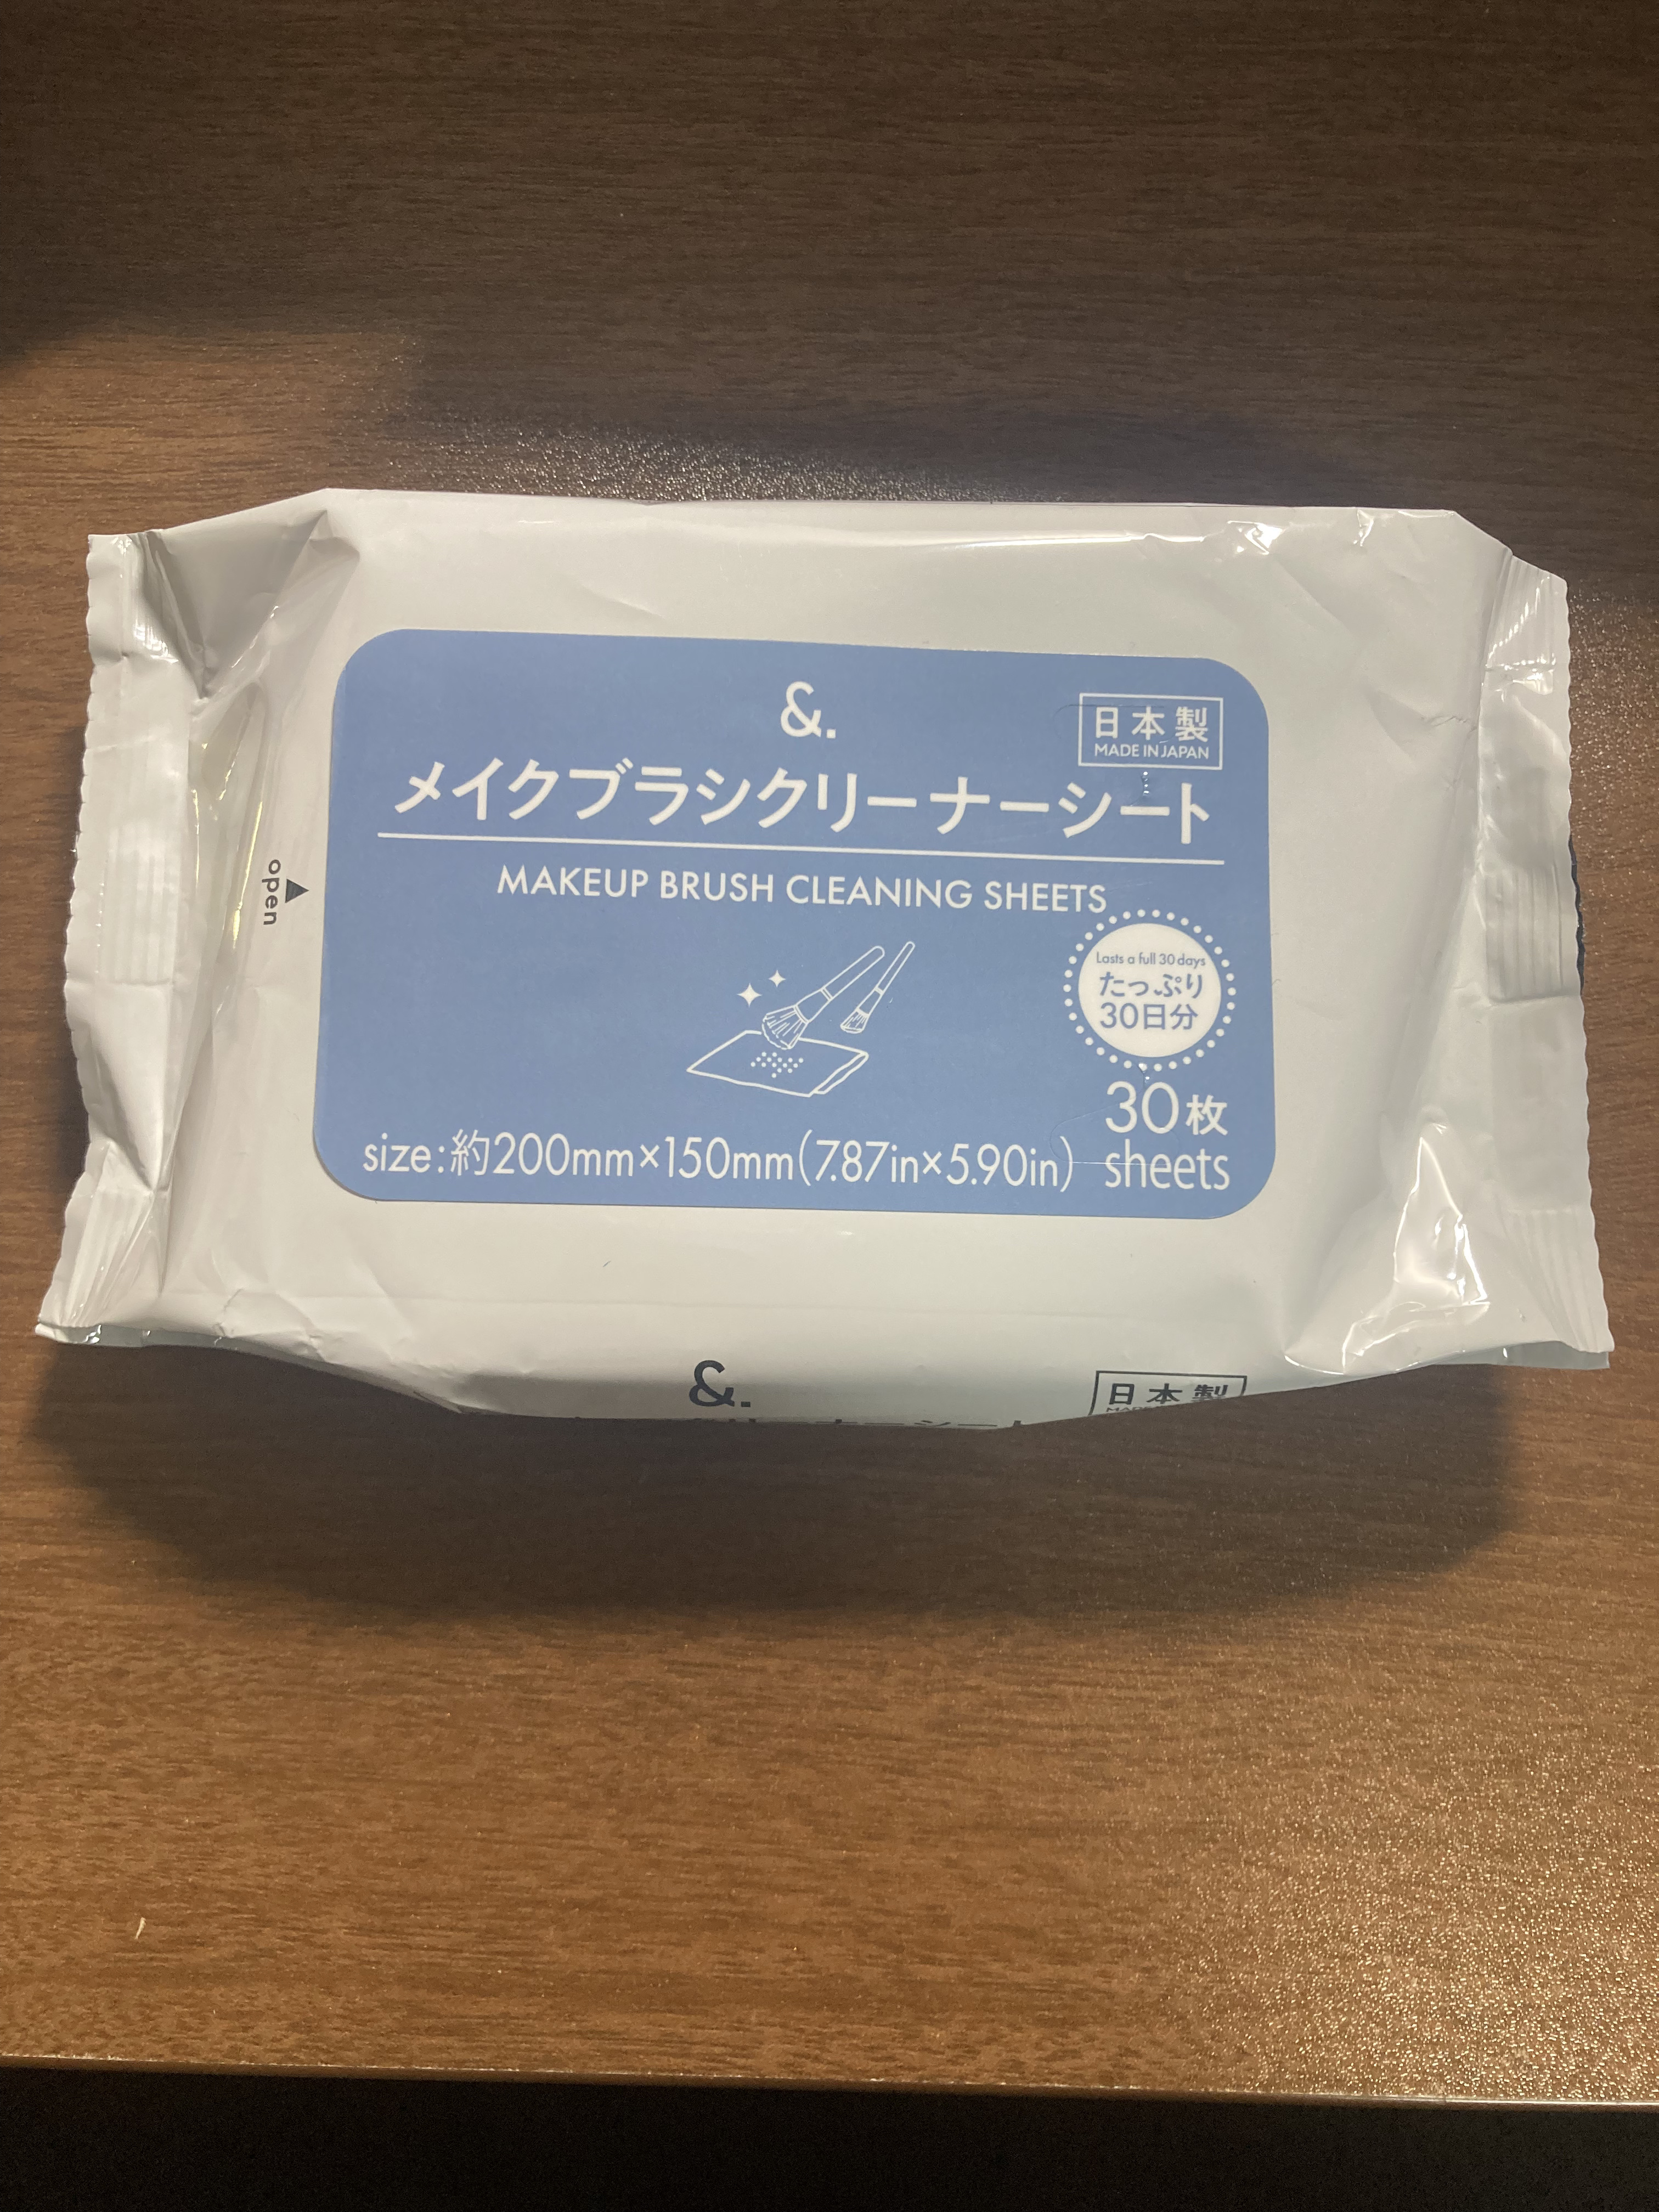 &.
日本製
MADE IN JAPAN
メイクブラシクリーナーシート
MAKEUP BRUSH CLEANING SHEETS
open
Lasts a full 30 days
たっぷり
30日分
30枚
sheets
size:約200mm×150mm(7.87in×5.90in)
&.
日本製